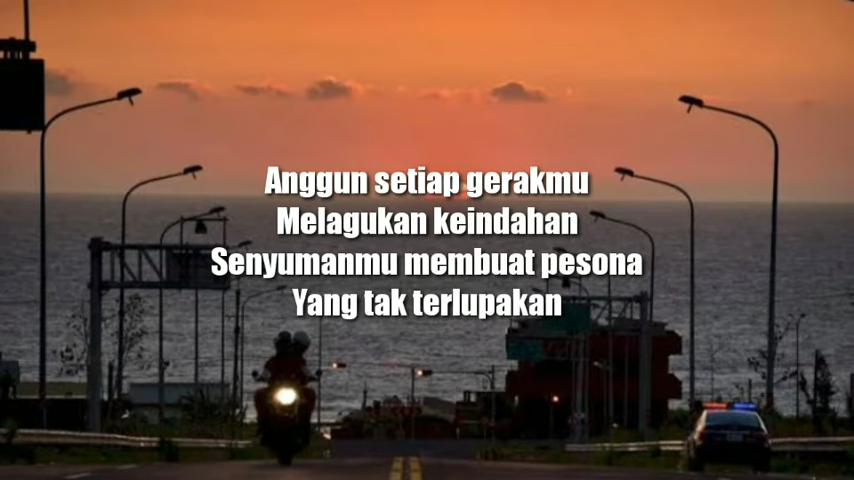 Anggun setiap gerakmu
Melagukan keindahan
Senyumanmu membuat pesona
Yang tak terlupakan